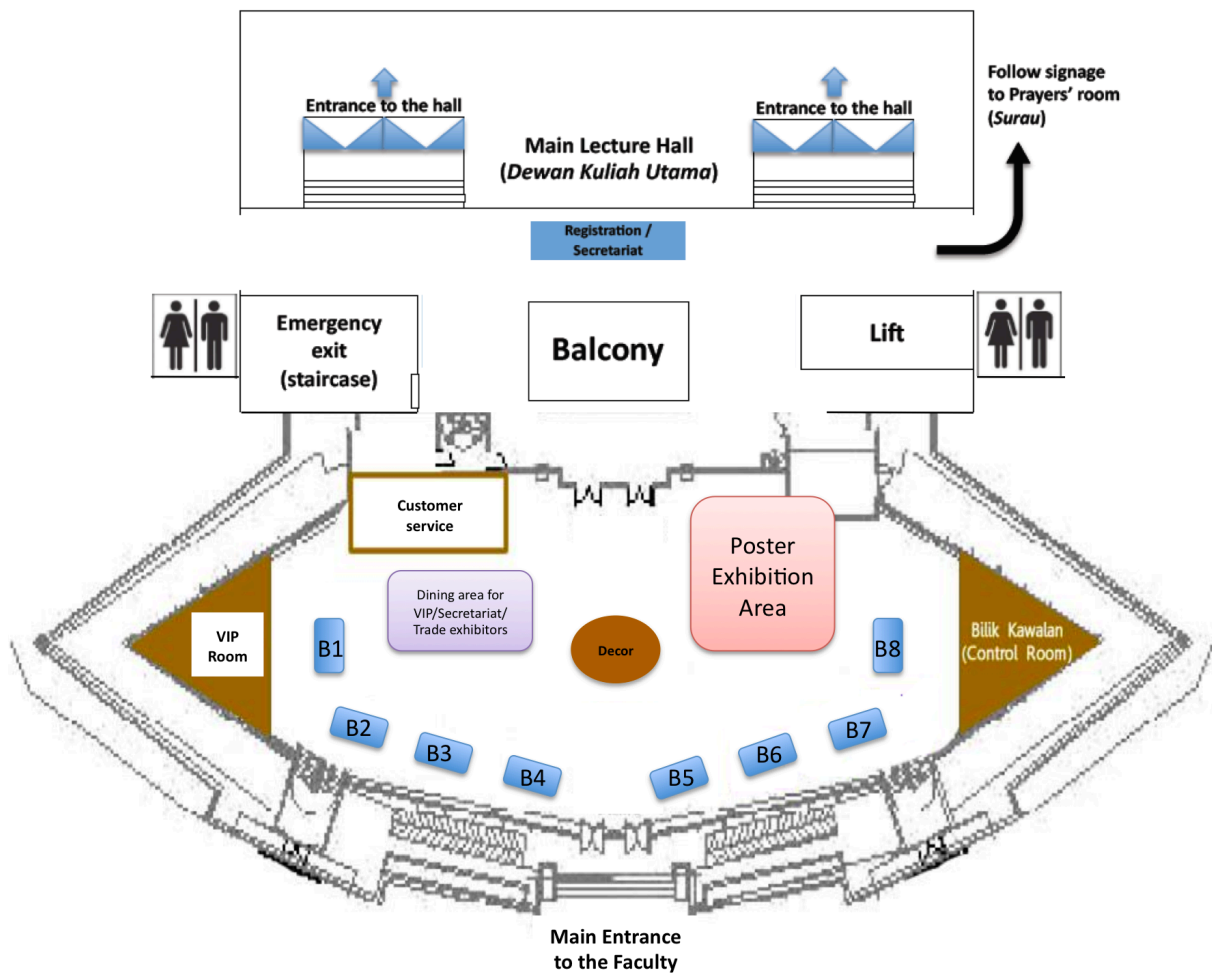 Entrance to the hall
Entrance to the hall
Follow signage
to Prayers’ room
(Surau)
Main Lecture Hall
(Dewan Kuliah Utama)
Registration /
Secretariat
Emergency
exit
(staircase)
Balcony
Lift
Customer
service
Poster
Exhibition
Area
Dining area for
VIP/Secretariat/
Trade exhibitors
VIP
Room
B1
Decor
B8
Bilik Kawalan
(Control Room)
B2
B3
B4
B5
B6
B7
Main Entrance
to the Faculty